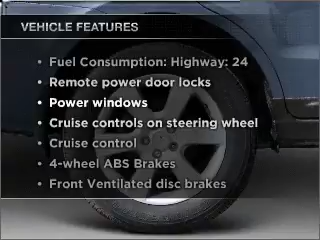 VEHICLE FEATURES
• Fuel Consumption: Highway: 24
• Remote power door locks
• Power windows
• Cruise controls on steering wheel
• Cruise control
• 4-wheel ABS Brakes
• Front Ventilated disc brakes